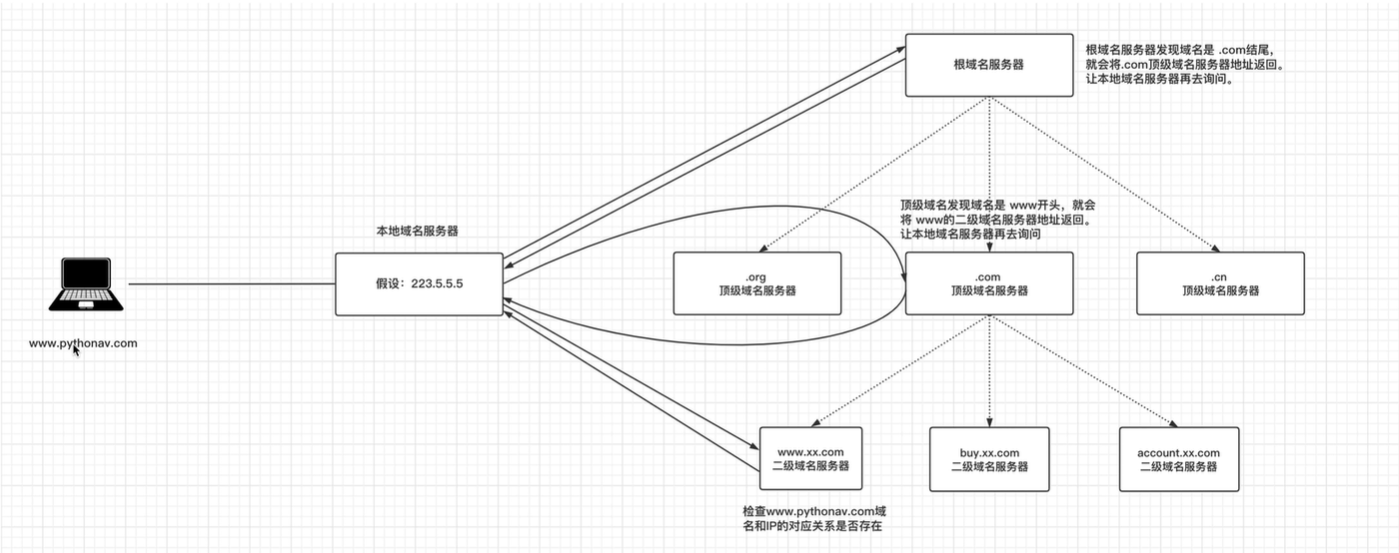 根域名服务器
根域名服务器发现域名是 .com结尾，
就会将.com顶级域名服务器地址返回。
让本地域名服务器再去询问。
顶级域名发现域名是 www开头，就会
将 www的二级域名服务器地址返回。
让本地域名服务器再去询问
本地域名服务器
假设：223.5.5.5
www.pythonav.com
.org
顶级域名服务器
.com
顶级域名服务器
.cn
顶级域名服务器
www.xx.com
二级域名服务器
buy.xx.com
二级域名服务器
account.xx.com
二级域名服务器
检查www.pythonav.com域
名和IP的对应关系是否存在